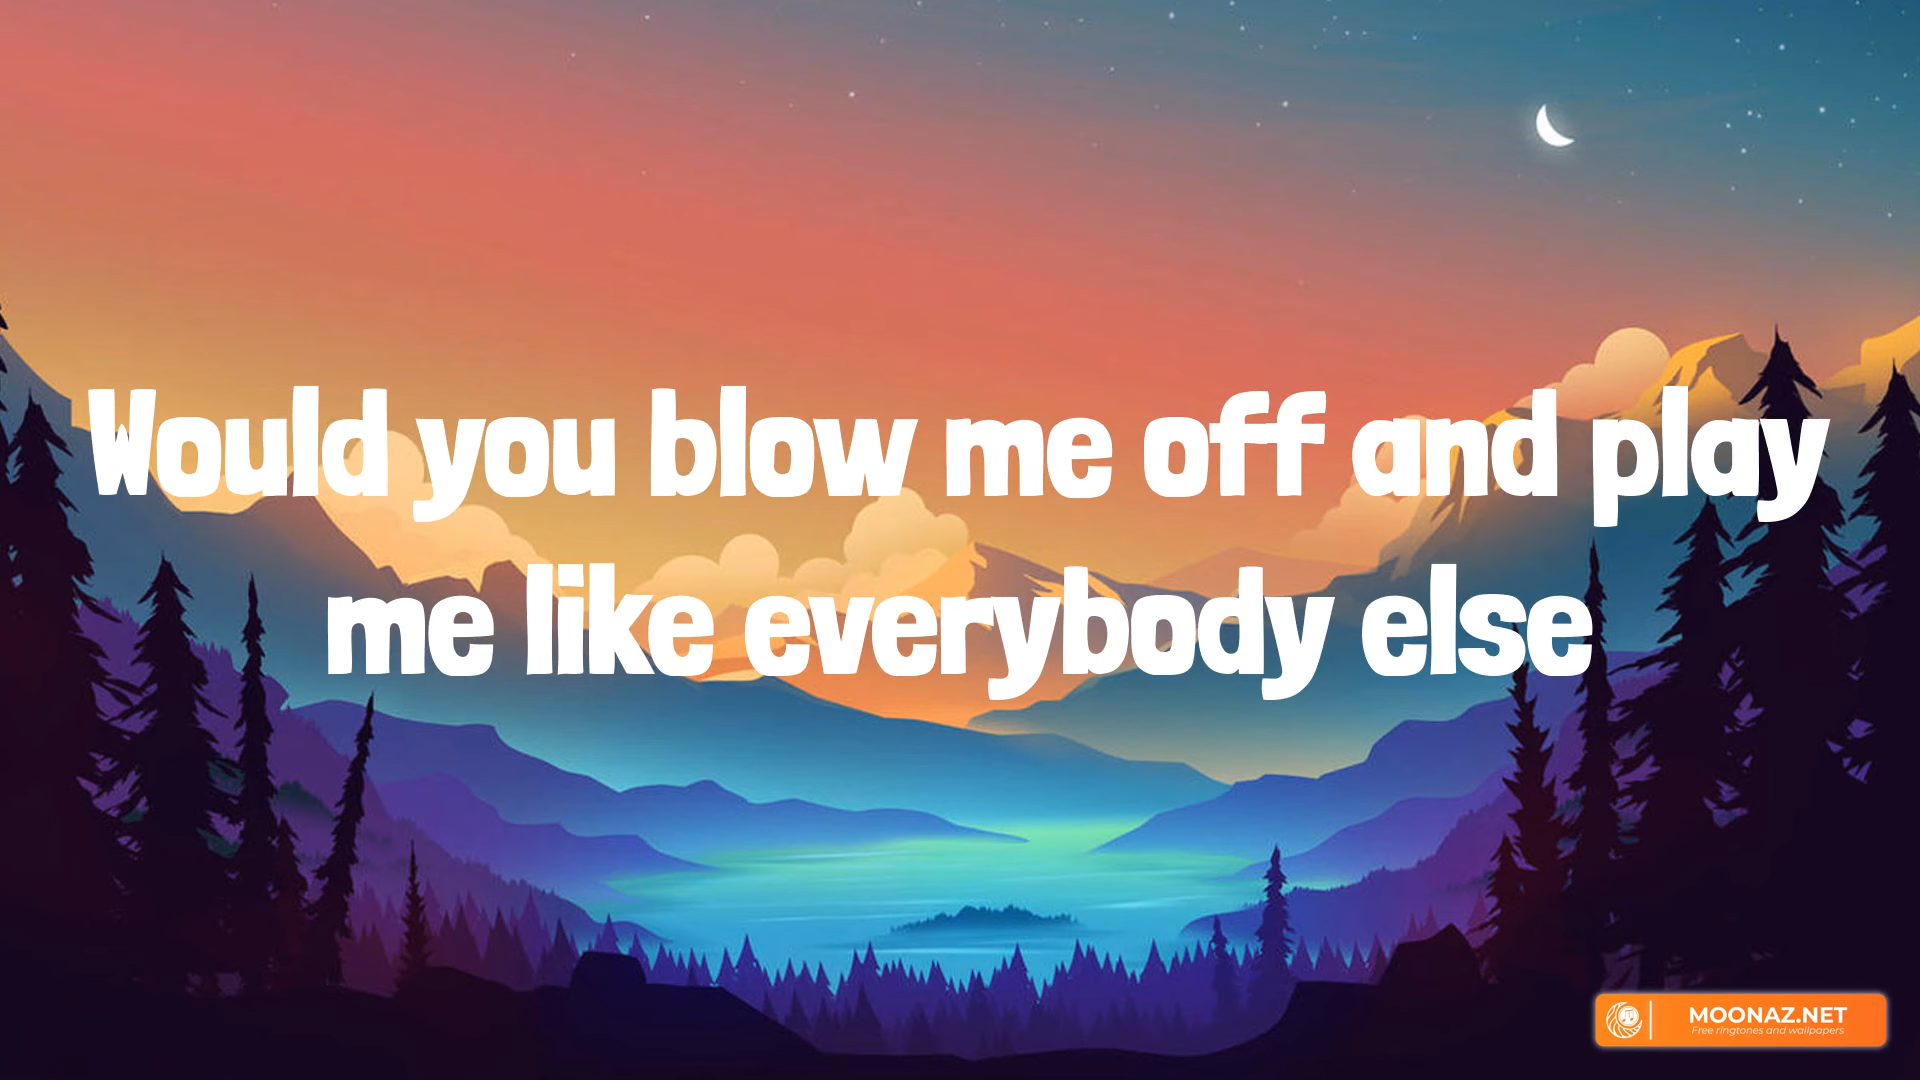 Would you blow me off and play
me like everybody else
MOONAZ.NET
Free ringtones and wallpapers